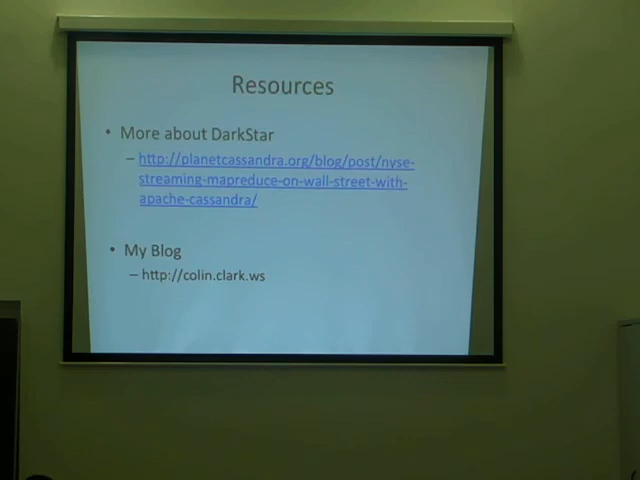 Resources
• More about DarkStar
– http://planetcassandra.org/blog/post/nyse-
streaming-mapreduce-on-wall-street-with-
apache-cassandra/
• My Blog
– http://colin.clark.ws